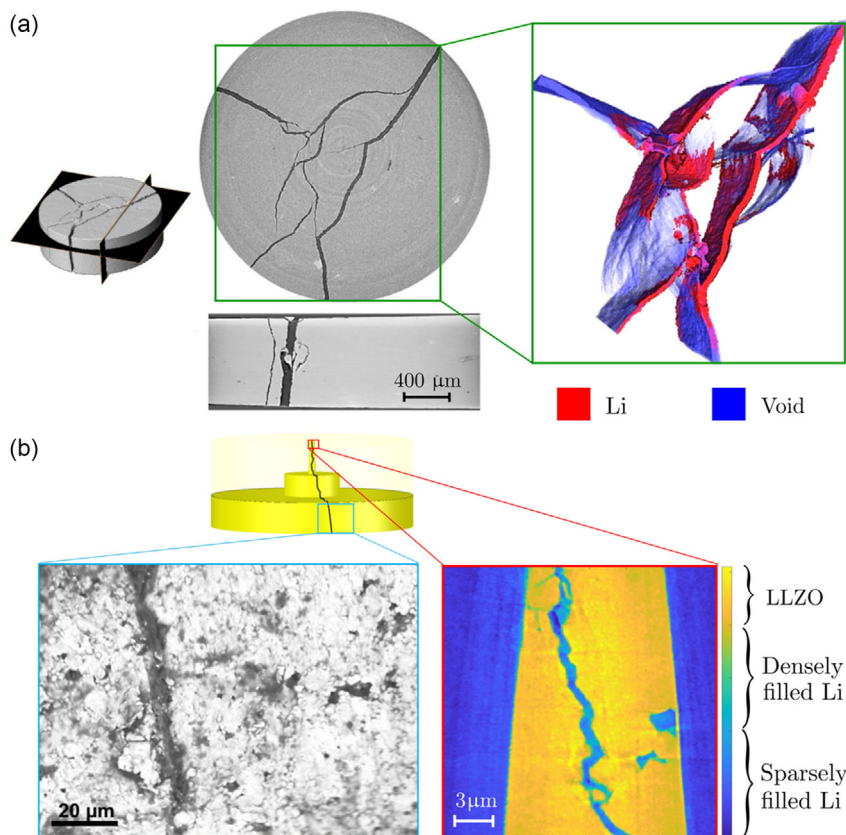 (a)
400 μm
Li
Void
(b)
LLZO
Densely
filled Li
Sparsely
filled Li
20 μm
3μm